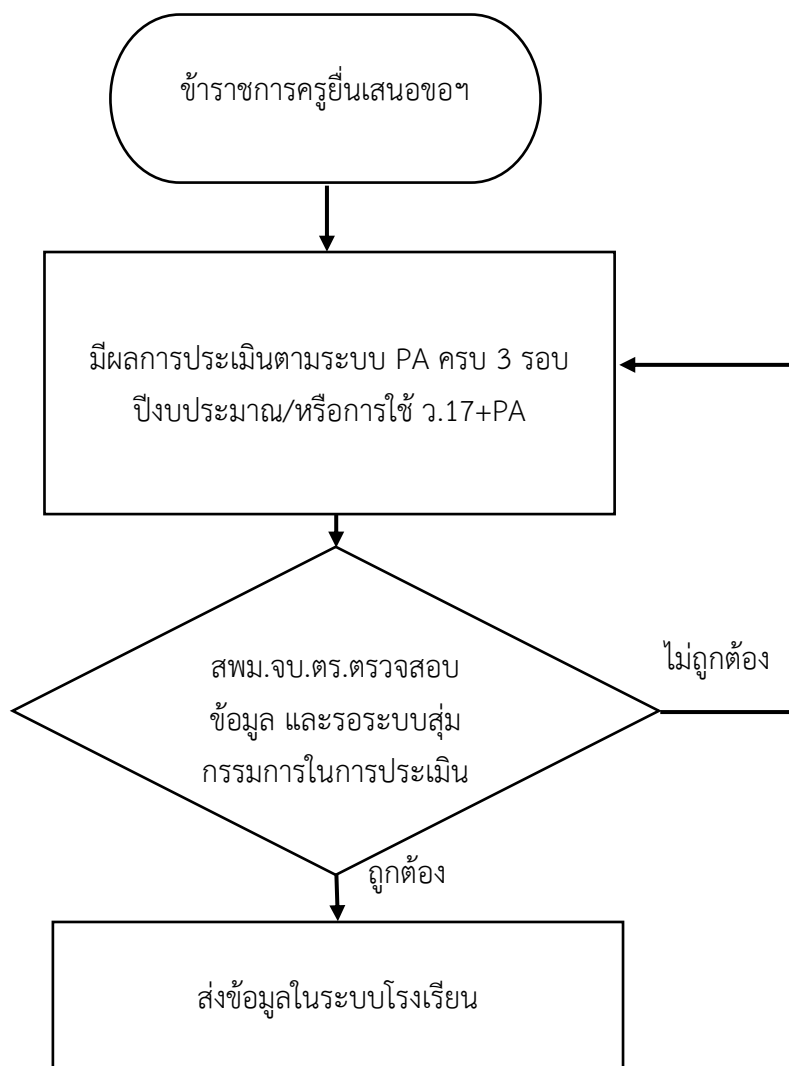 ข้าราชการครูยื่นเสนอขอฯ
มีผลการประเมินตามระบบ PA ครบ 3 รอบ
ปีงบประมาณ/หรือการใช้ ว.17+PA
สพม.จบ.ตร.ตรวจสอบ
ข้อมูล และรอระบบสุ่ม
กรรมการในการประเมิน
ไม่ถูกต้อง
ถูกต้อง
ส่งข้อมูลในระบบโรงเรียน